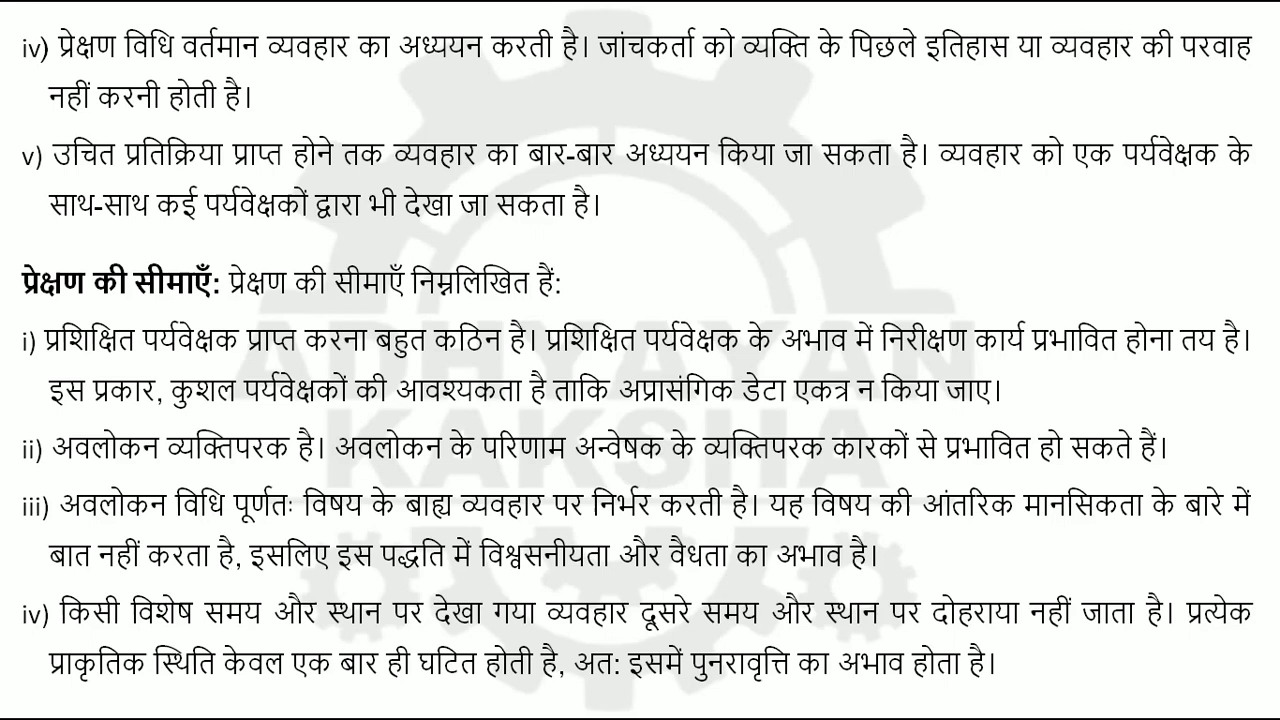 iv) प्रेक्षण विधि वर्तमान व्यवहार का अध्ययन करती है। जांचकर्ता को व्यक्ति के पिछले इतिहास या व्यवहार की परवाह
नहीं करनी होती है।
v) उचित प्रतिक्रिया प्राप्त होने तक व्यवहार का बार-बार अध्ययन किया जा सकता है। व्यवहार को एक पर्यवेक्षक के
साथ-साथ कई पर्यवेक्षकों द्वारा भी देखा जा सकता है।
प्रेक्षण की सीमाएँ: प्रेक्षण की सीमाएँ निम्नलिखित हैं:
i) प्रशिक्षित पर्यवेक्षक प्राप्त करना बहुत कठिन है। प्रशिक्षित पर्यवेक्षक के अभाव में निरीक्षण कार्य प्रभावित होना तय है।
इस प्रकार, कुशल पर्यवेक्षकों की आवश्यकता है ताकि अप्रासंगिक डेटा एकत्र न किया जाए।
ii) अवलोकन व्यक्तिपरक है। अवलोकन के परिणाम अन्वेषक के व्यक्तिपरक कारकों से प्रभावित हो सकते हैं।
iii) अवलोकन विधि पूर्णतः विषय के बाह्य व्यवहार पर निर्भर करती है। यह विषय की आंतरिक मानसिकता के बारे में
बात नहीं करता है, इसलिए इस पद्धति में विश्वसनीयता और वैधता का अभाव है।
iv) किसी विशेष समय और स्थान पर देखा गया व्यवहार दूसरे समय और स्थान पर दोहराया नहीं जाता है। प्रत्येक
प्राकृतिक स्थिति केवल एक बार ही घटित होती है, अत: इसमें पुनरावृत्ति का अभाव होता है।
ADHYAYAN
KAKSHA